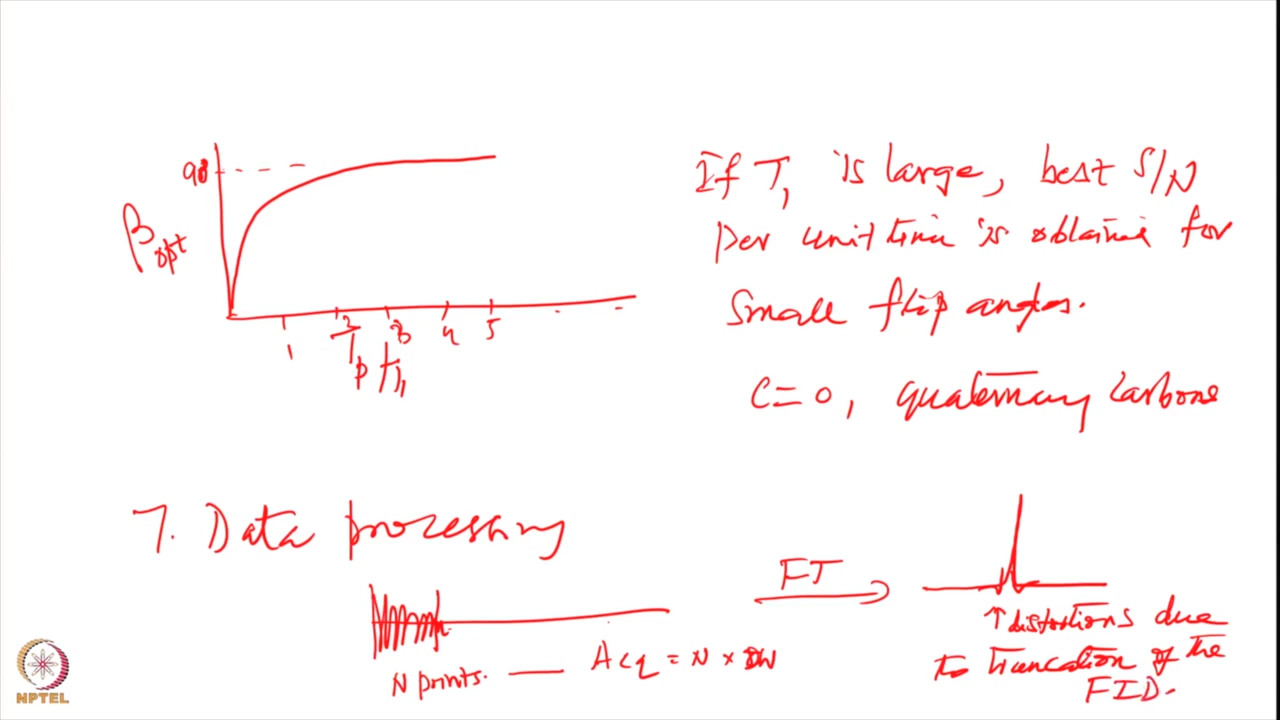 90
β opt
1 2 3 4 5
T p / T₁
If T₁ is large, best S/N
per unit time is obtained for
small flip angles.
C=O, quaternary carbons
7. Data processing
FT
N points. — Acq = N × DW
↑ distortions due
to truncation of the
FID.
NPTEL